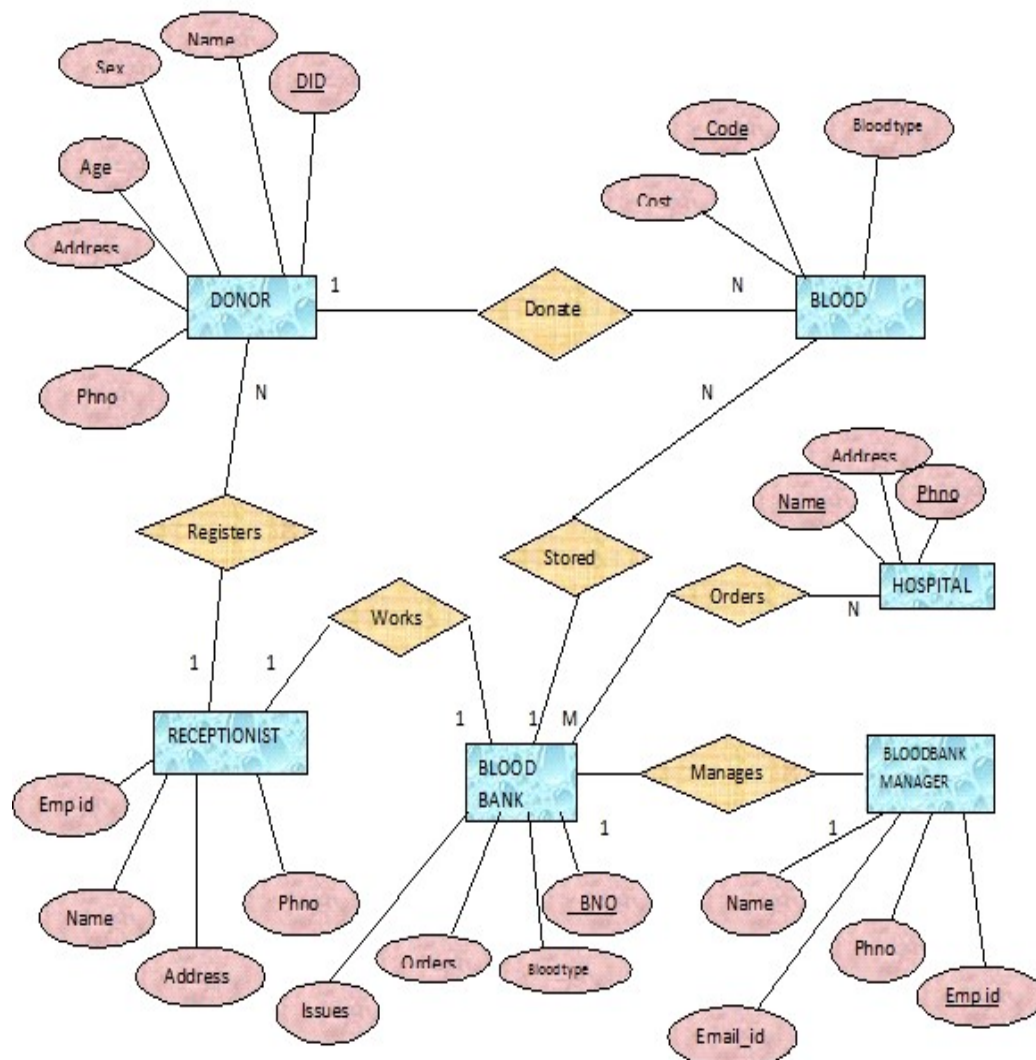 Name
Sex
DID
Code
Bloodtype
Age
Cost
Address
DONOR
1
Donate
N
BLOOD
Phno
N
N
Address
Name
Phno
Registers
Stored
Orders
HOSPITAL
Works
N
1
1
1
1
M
RECEPTIONIST
BLOOD
BANK
Manages
BLOODBANK
MANAGER
Emp id
1
1
Name
Phno
BNO
Name
Orders
Bloodtype
Phno
Address
Issues
Emp id
Email_id